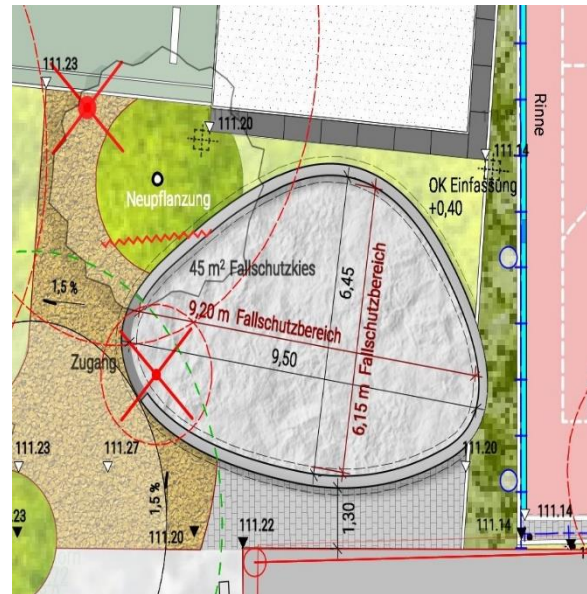 111.23
111.20
111.14
Rinne
OK Einfassung
+0,40
Neupflanzung
45 m² Fallschutzkies
6,45
6,15 m Fallschutzbereich
1,5 %
9,20 m Fallschutzbereich
9,50
Zugang
111.23
111.27
111.20
1,5 %
1,30
23
111.20
111.22
111.14
111.14